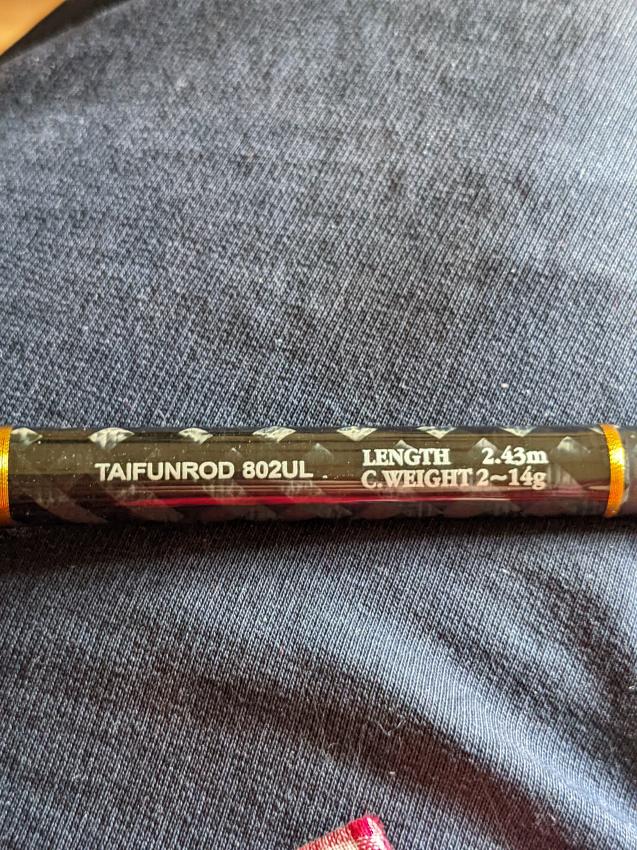 TAIFUNROD 802UL
LENGTH 2.43m
C.WEIGHT 2~14g